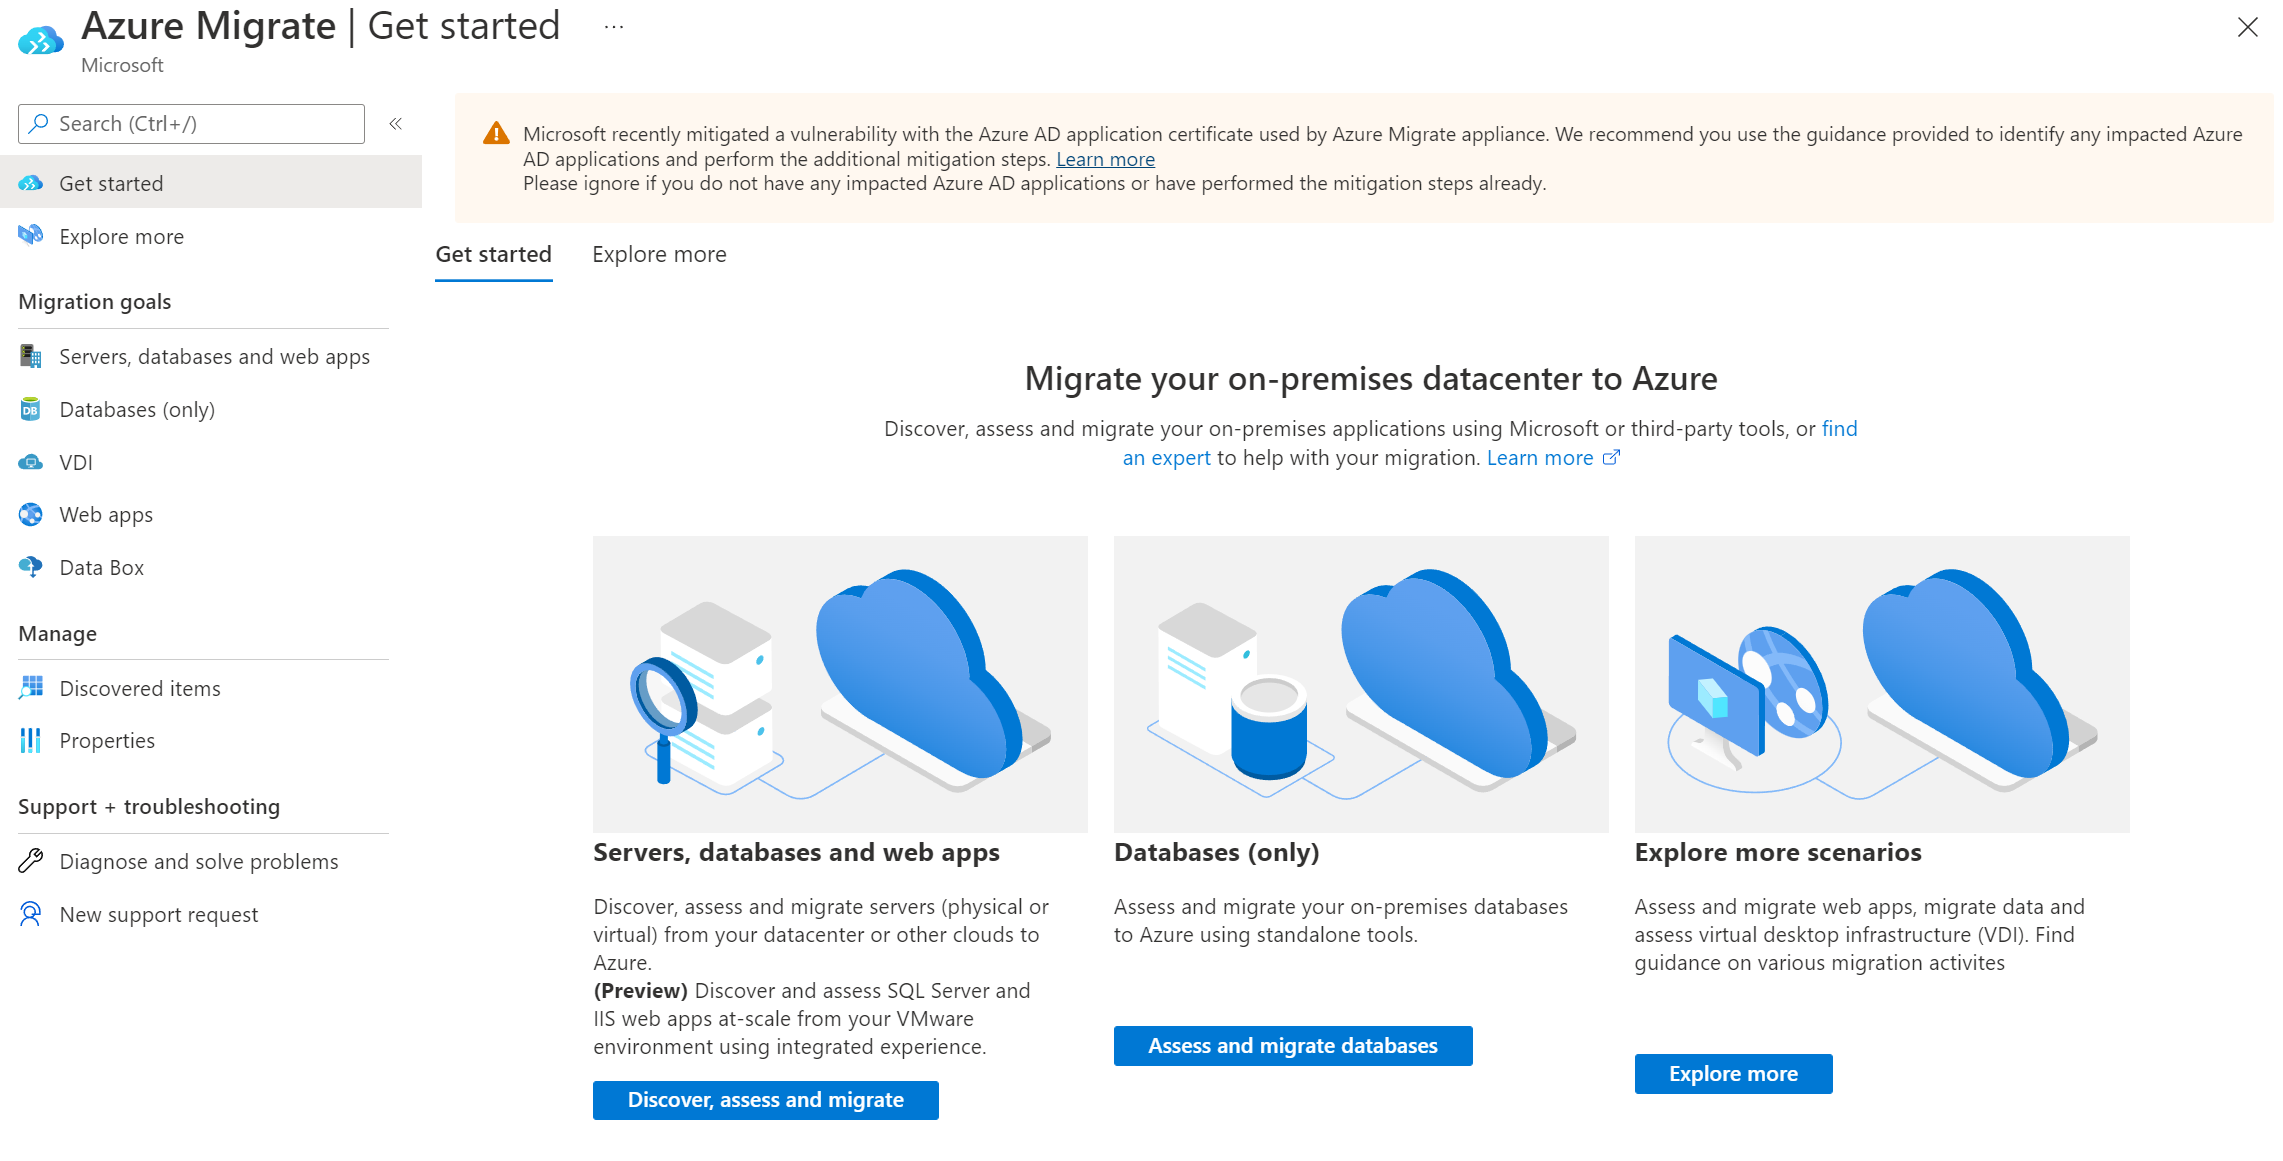 Azure Migrate | Get started ...
Microsoft
Search (Ctrl+/)
«
Get started
Explore more
Migration goals
Servers, databases and web apps
DB
Databases (only)
VDI
Web apps
Data Box
Manage
Discovered items
Properties
Support + troubleshooting
Diagnose and solve problems
New support request
Microsoft recently mitigated a vulnerability with the Azure AD application certificate used by Azure Migrate appliance. We recommend you use the guidance provided to identify any impacted Azure
AD applications and perform the additional mitigation steps. Learn more
Please ignore if you do not have any impacted Azure AD applications or have performed the mitigation steps already.
Get started
Explore more
Migrate your on-premises datacenter to Azure
Discover, assess and migrate your on-premises applications using Microsoft or third-party tools, or find
an expert to help with your migration. Learn more
Servers, databases and web apps
Discover, assess and migrate servers (physical or
virtual) from your datacenter or other clouds to
Azure.
(Preview) Discover and assess SQL Server and
IIS web apps at-scale from your VMware
environment using integrated experience.
Discover, assess and migrate
Databases (only)
Assess and migrate your on-premises databases
to Azure using standalone tools.
Assess and migrate databases
Explore more scenarios
Assess and migrate web apps, migrate data and
assess virtual desktop infrastructure (VDI). Find
guidance on various migration activites
Explore more